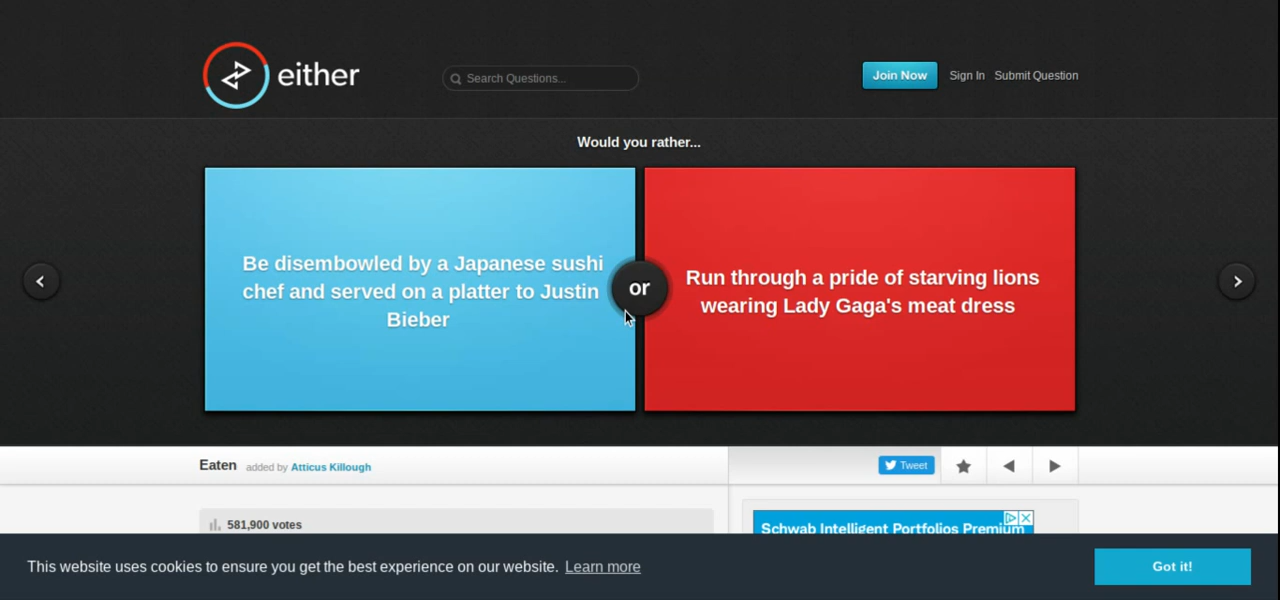 either
Search Questions...
Join Now
Sign In
Submit Question
Would you rather...
Be disembowled by a Japanese sushi
chef and served on a platter to Justin
Bieber
or
Run through a pride of starving lions
wearing Lady Gaga's meat dress
Eaten added by Atticus Killough
Tweet
581,900 votes
Schwab Intelligent Portfolios Premium
This website uses cookies to ensure you get the best experience on our website. Learn more
Got it!